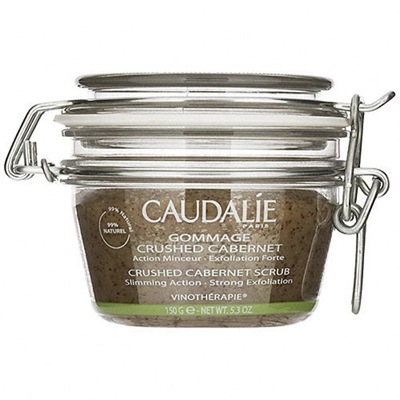 99% Natural
99%
NATUREL
CAUDALÍE
PARIS
GOMMAGE
CRUSHED CABERNET
Action Minceur - Exfoliation Forte
CRUSHED CABERNET SCRUB
Slimming Action - Strong Exfoliation
VINOTHÉRAPIE®
150 G e - NET WT. 5.3 OZ.